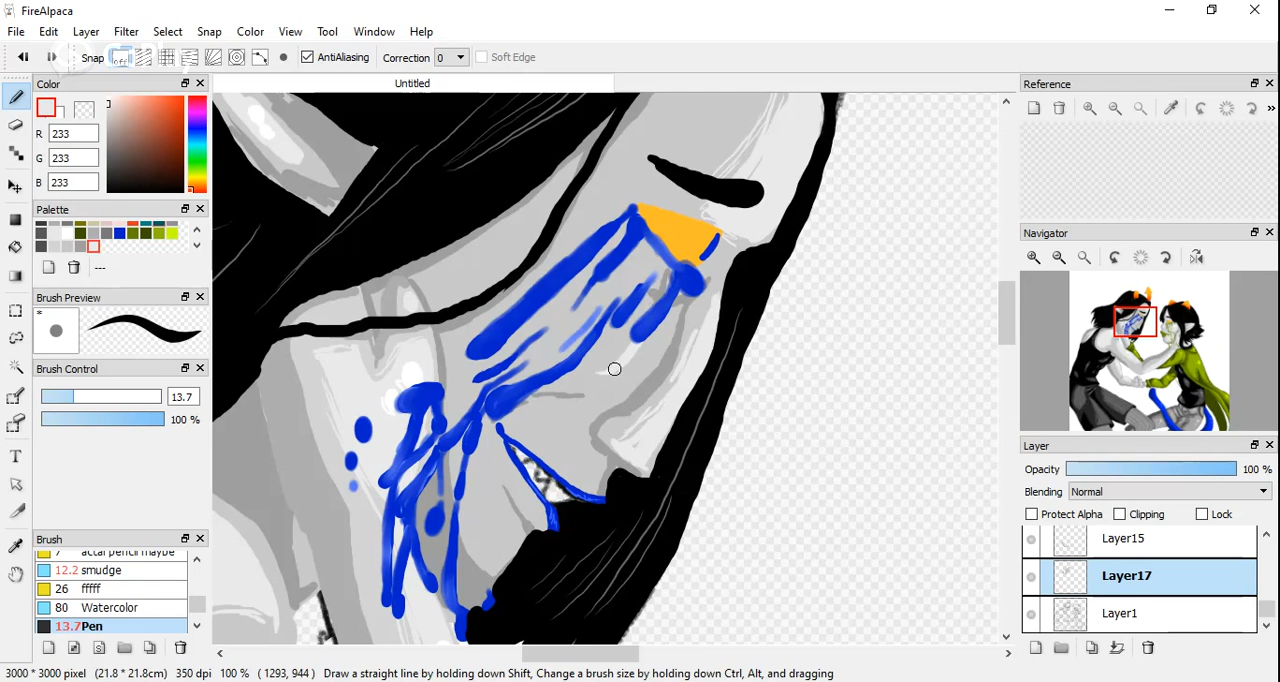 FireAlpaca
File Edit Layer Filter Select Snap Color View Tool Window Help
Snap off AntiAliasing Correction 0 Soft Edge
Color
Untitled
Reference
R 233
G 233
B 233
Palette
---
Navigator
Brush Preview
*
Brush Control
13.7
100 %
Layer
Opacity 100 %
Blending Normal
Protect Alpha Clipping Lock
Layer15
Layer17
Layer1
Brush
7 accal pencil maybe
12.2 smudge
26 fffff
80 Watercolor
13.7 Pen
3000 * 3000 pixel (21.8 * 21.8cm) 350 dpi 100 % ( 1293, 944 ) Draw a straight line by holding down Shift, Change a brush size by holding down Ctrl, Alt, and dragging